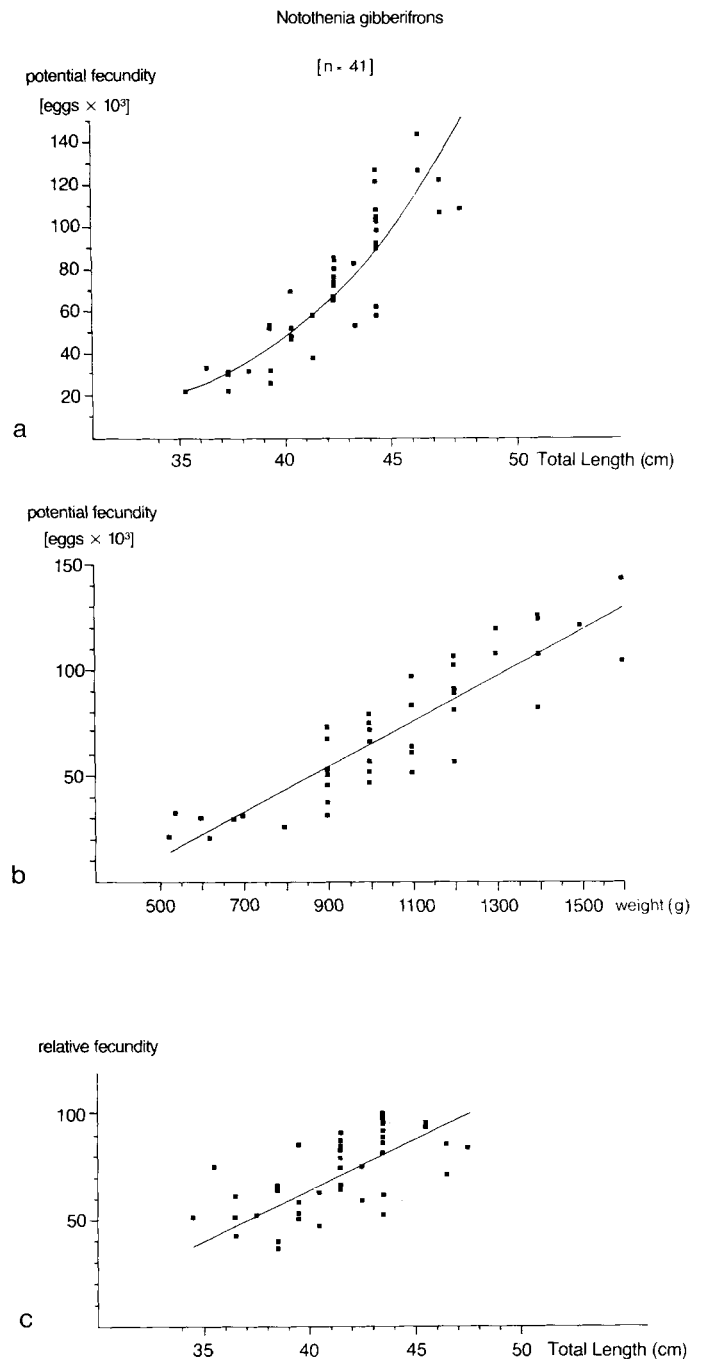 Notothenia gibberifrons
[n - 41]
potential fecundity
[eggs × 10³]
140
120
100
80
60
40
20
a
35 40 45 50 Total Length (cm)
potential fecundity
[eggs × 10³]
150
100
50
b
500 700 900 1100 1300 1500 weight (g)
relative fecundity
100
50
c
35 40 45 50 Total Length (cm)